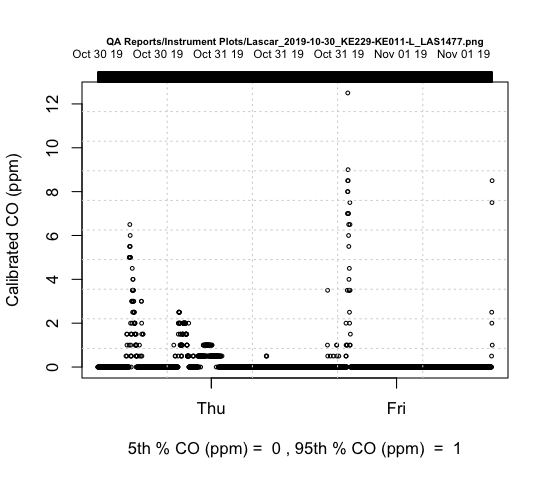 QA Reports/Instrument Plots/Lascar_2019-10-30_KE229-KE011-L_LAS1477.png
Oct 30 19 Oct 30 19 Oct 31 19 Oct 31 19 Oct 31 19 Nov 01 19 Nov 01 19
Calibrated CO (ppm)
12
10
8
6
4
2
0
Thu Fri
5th % CO (ppm) = 0 , 95th % CO (ppm) = 1